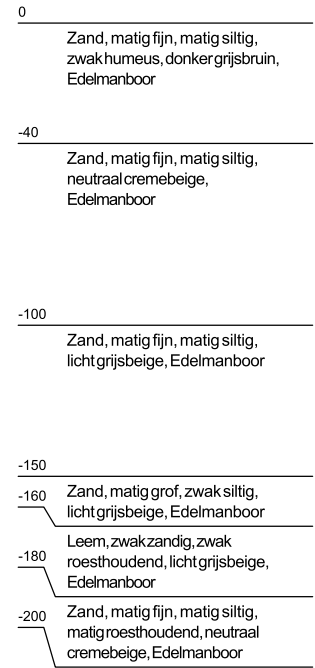 0
Zand, matig fijn, matig siltig,
zwak humeus, donker grijsbruin,
Edelmanboor
-40
Zand, matig fijn, matig siltig,
neutraal cremebeige,
Edelmanboor
-100
Zand, matig fijn, matig siltig,
licht grijsbeige, Edelmanboor
-150
-160
Zand, matig grof, zwak siltig,
licht grijsbeige, Edelmanboor
-180
Leem, zwak zandig, zwak
roesthoudend, licht grijsbeige,
Edelmanboor
-200
Zand, matig fijn, matig siltig,
matig roesthoudend, neutraal
cremebeige, Edelmanboor